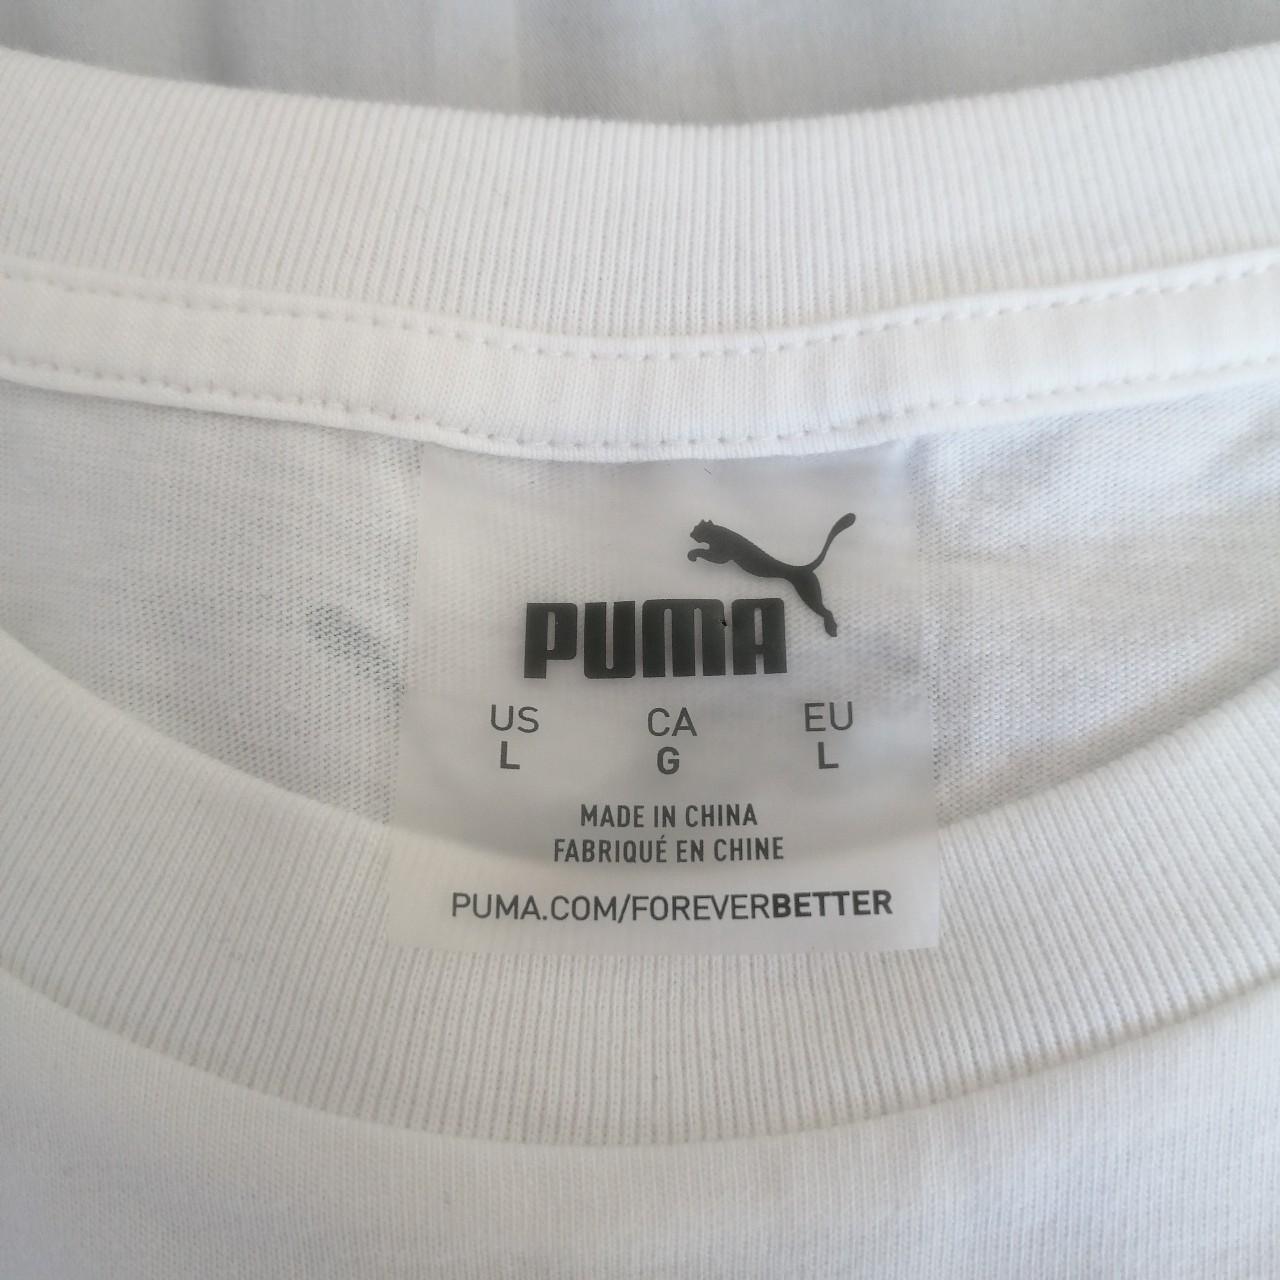 PUMA
US CA EU
L G L
MADE IN CHINA
FABRIQUÉ EN CHINE
PUMA.COM/FOREVERBETTER